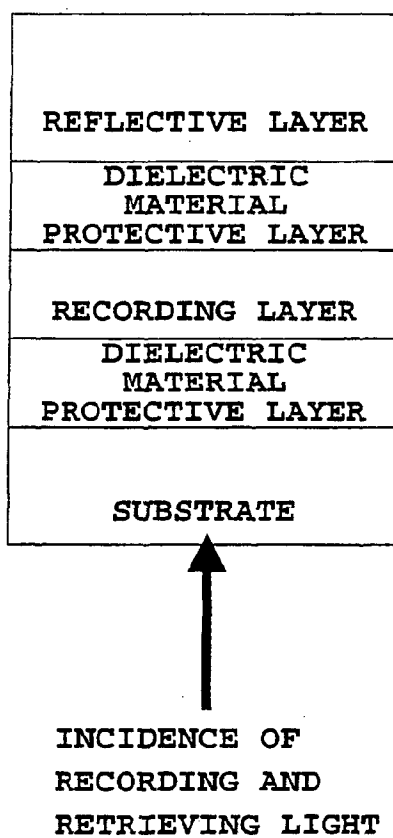 REFLECTIVE LAYER
DIELECTRIC
MATERIAL
PROTECTIVE LAYER
RECORDING LAYER
DIELECTRIC
MATERIAL
PROTECTIVE LAYER
SUBSTRATE
INCIDENCE OF
RECORDING AND
RETRIEVING LIGHT